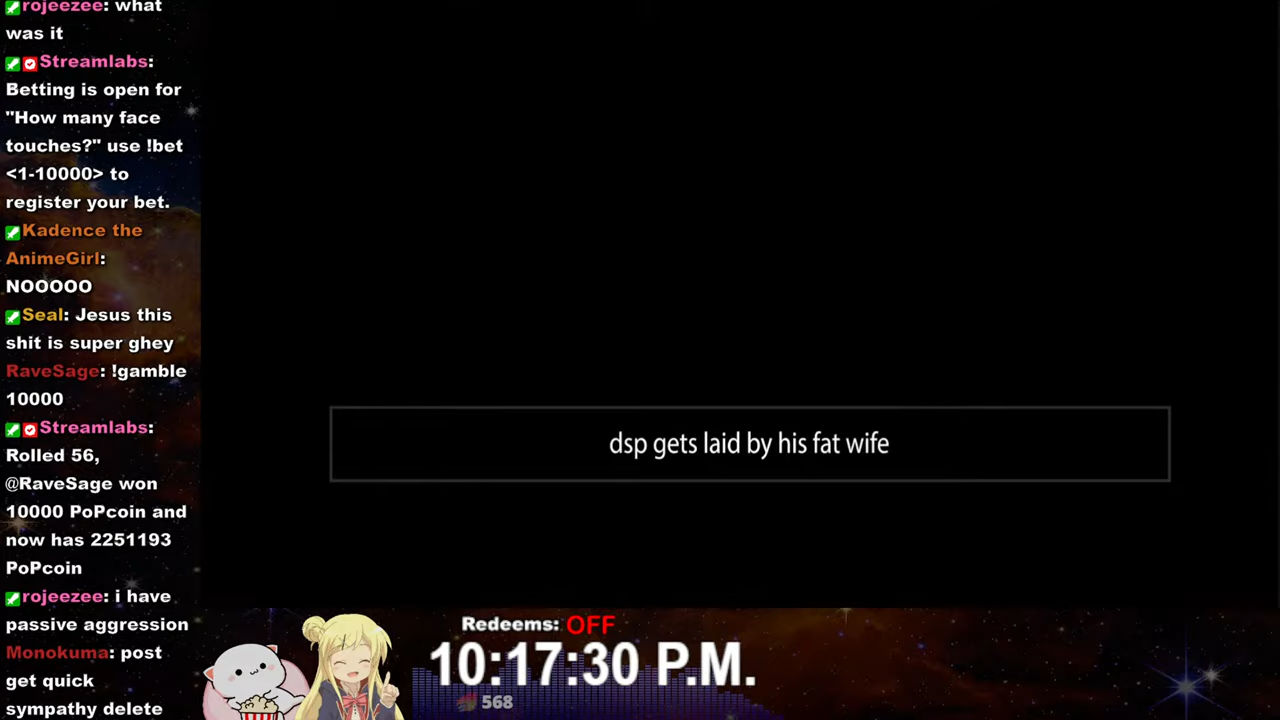 rojeezee: what
was it
Streamlabs:
Betting is open for
"How many face
touches?" use !bet
<1-10000> to
register your bet.
Kadence the
AnimeGirl:
NOOOOO
Seal: Jesus this
shit is super ghey
RaveSage: !gamble
10000
Streamlabs:
Rolled 56,
@RaveSage won
10000 PoPcoin and
now has 2251193
PoPcoin
rojeezee: i have
passive aggression
Monokuma: post
get quick
sympathy delete
dsp gets laid by his fat wife
Redeems: OFF
10:17:30 P.M.
568